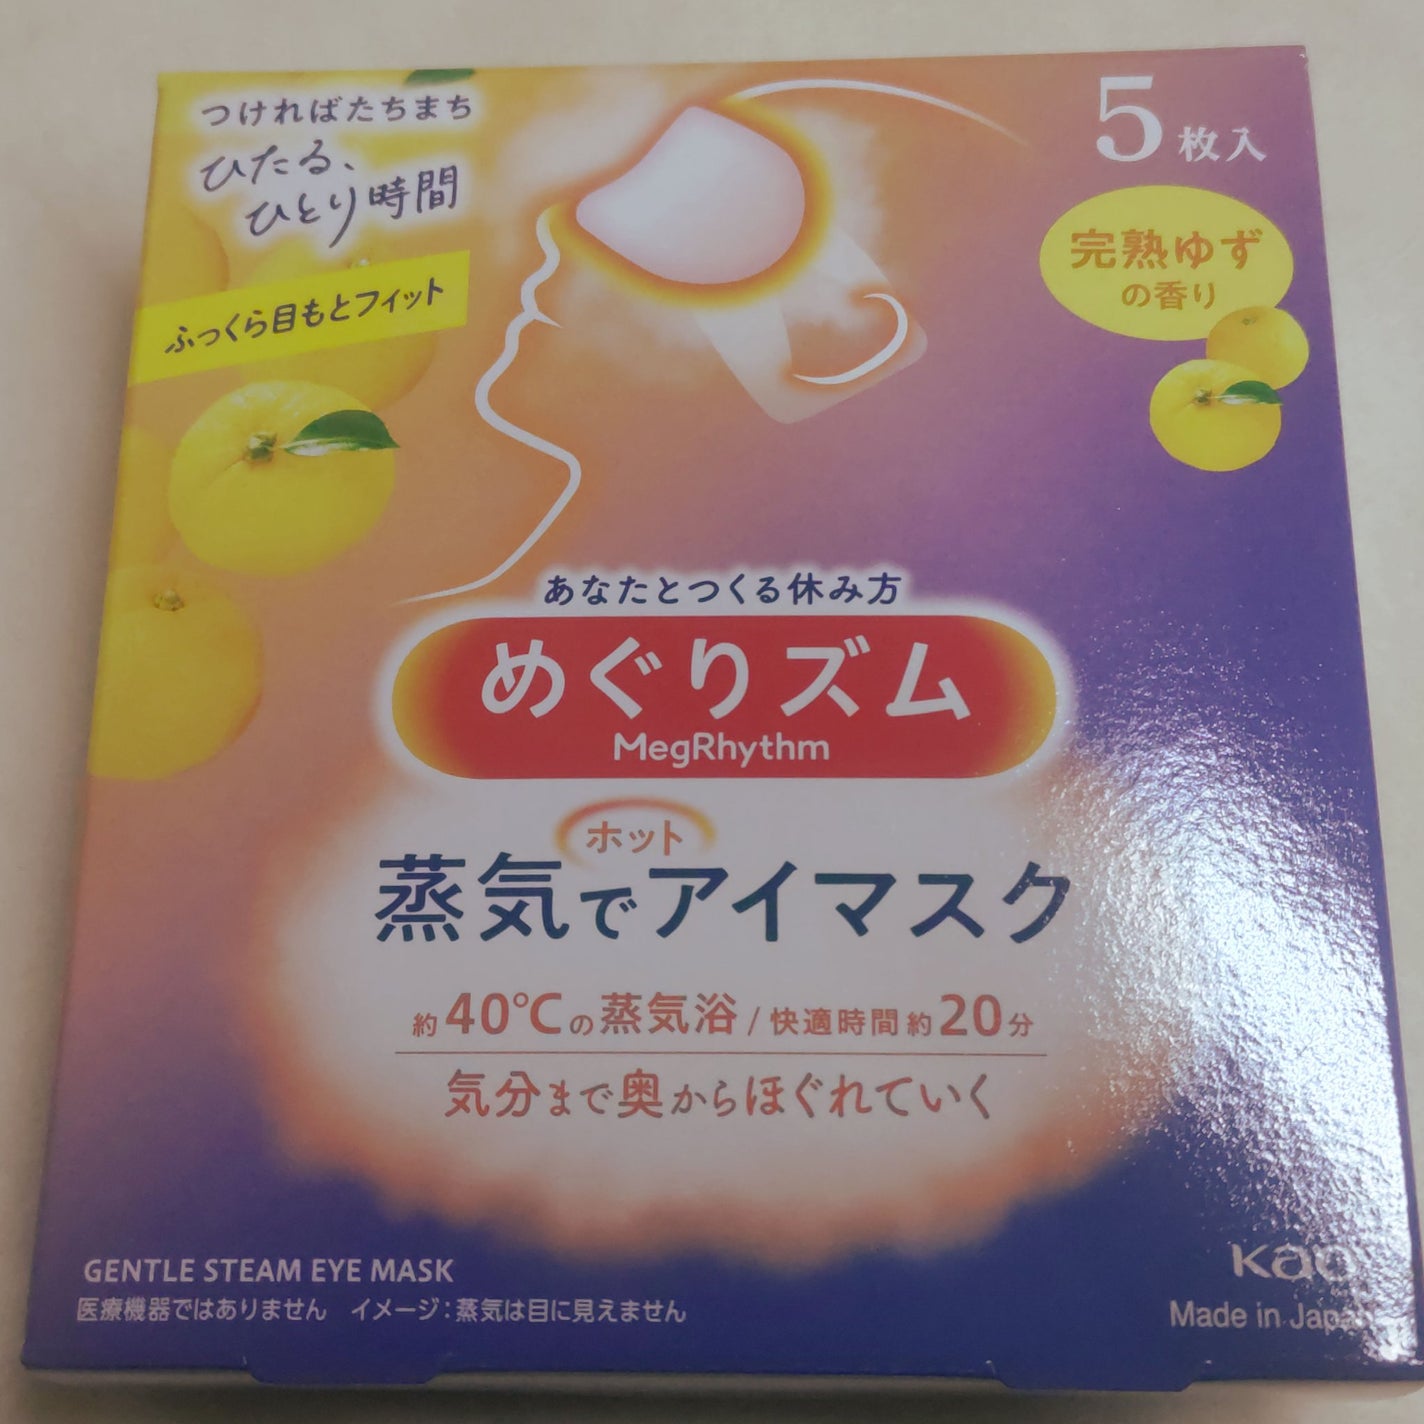 つければたちまち
ひたる、
ひとり時間
ふっくら目もとフィット
5枚入
完熟ゆず
の香り
あなたとつくる休み方
めぐりズム
MegRhythm
ホット
蒸気でアイマスク
約40℃の蒸気浴/快適時間約20分
気分まで奥からほぐれていく
GENTLE STEAM EYE MASK
医療機器ではありません イメージ:蒸気は目に見えません
Kao
Made in Japan